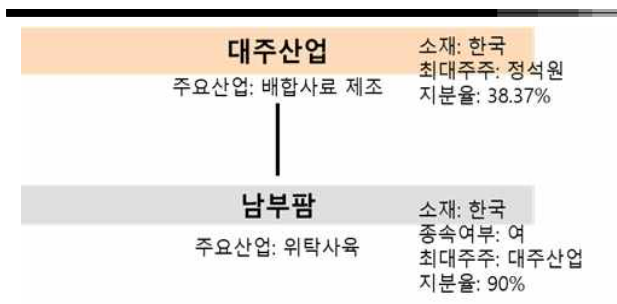 대주산업
주요산업: 배합사료 제조
소재: 한국
최대주주: 정석원
지분율: 38.37%
남부팜
주요산업: 위탁사육
소재: 한국
종속여부: 여
최대주주: 대주산업
지분율: 90%